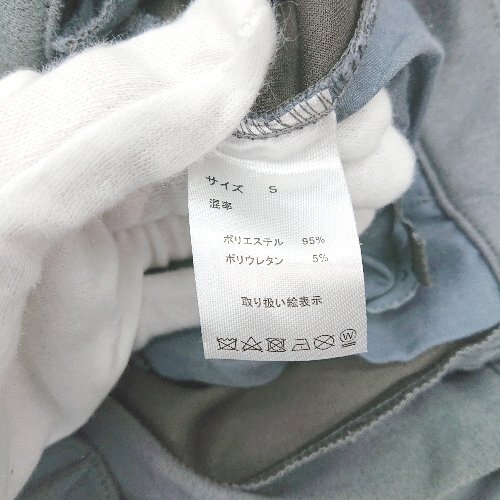 サイズ S
混率
ポリエステル 95%
ポリウレタン 5%
取り扱い絵表示
W